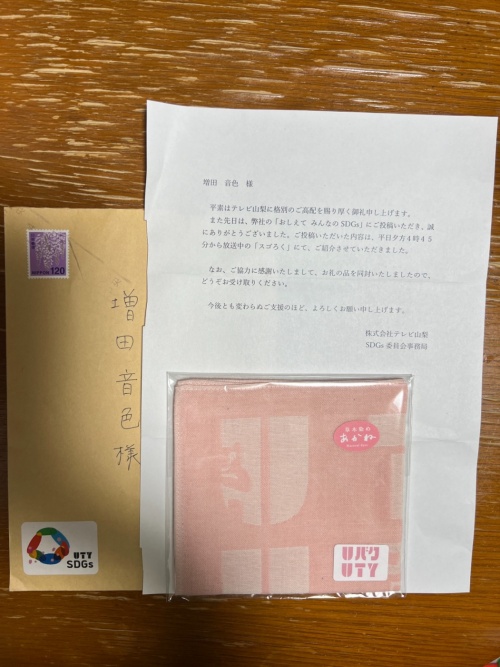 増田 音色 様
平素はテレビ山梨に格別のご高配を賜り厚く御礼申し上げます。
また先日は、弊社の「おしえて みんなのSDGs」にご投稿いただき、誠
にありがとうございました。ご投稿いただいた内容は、平日夕方4時45
分から放送中の「スゴろく」にて、ご紹介させていただきました。
なお、ご協力に感謝いたしまして、お礼の品を同封いたしましたので、
どうぞお受け取りください。
今後とも変わらぬご支援のほど、よろしくお願い申し上げます。
株式会社テレビ山梨
SDGs 委員会事務局
NIPPON 120
増田音色様
UTY
SDGs
あかね
Uバク
UTY